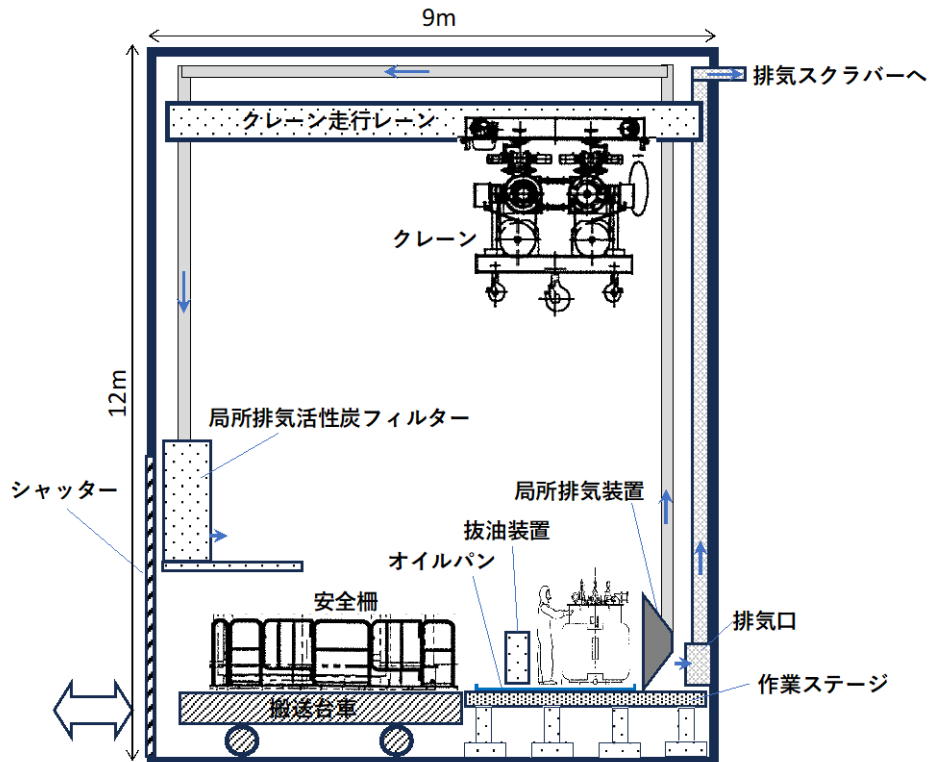 9m
排気スクラバーへ
クレーン走行レーン
クレーン
12m
局所排気活性炭フィルター
シャッター
局所排気装置
抜油装置
オイルパン
安全柵
排気口
作業ステージ
搬送台車